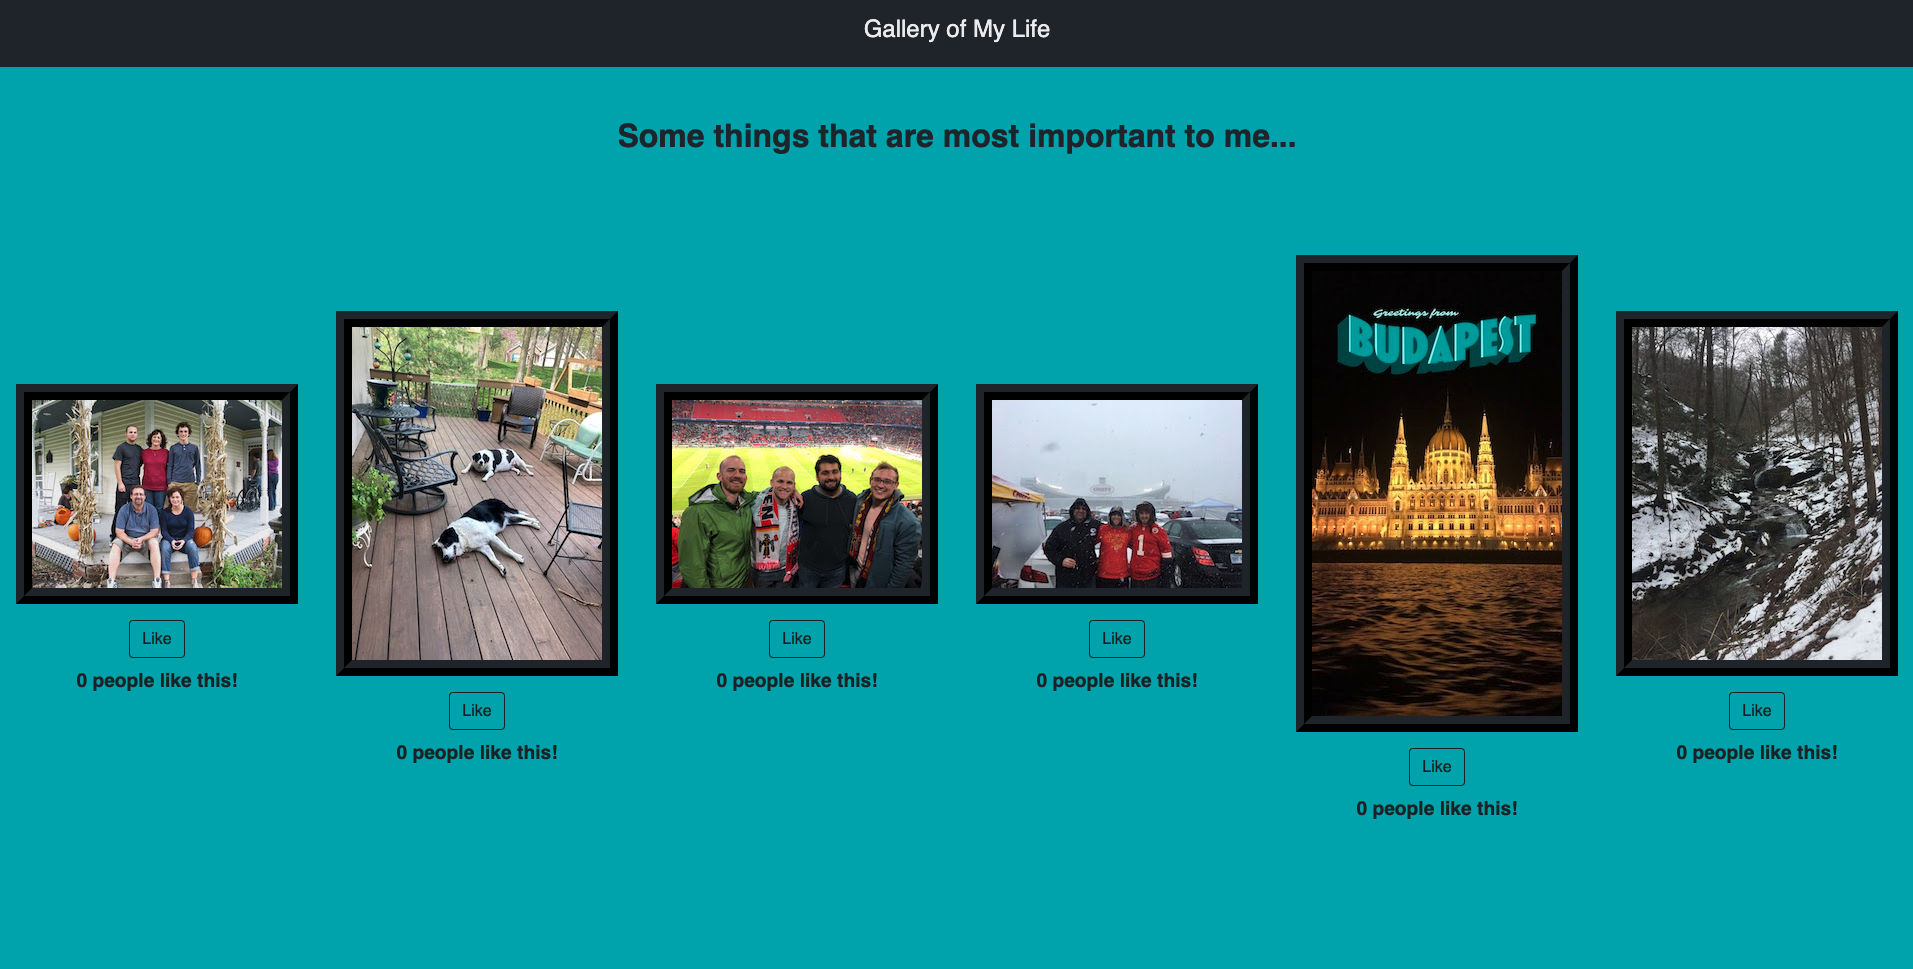 Gallery of My Life
Some things that are most important to me...
Greetings from
BUDAPEST
CHIEFS
1
Like
0 people like this!
Like
0 people like this!
Like
0 people like this!
Like
0 people like this!
Like
0 people like this!
Like
0 people like this!